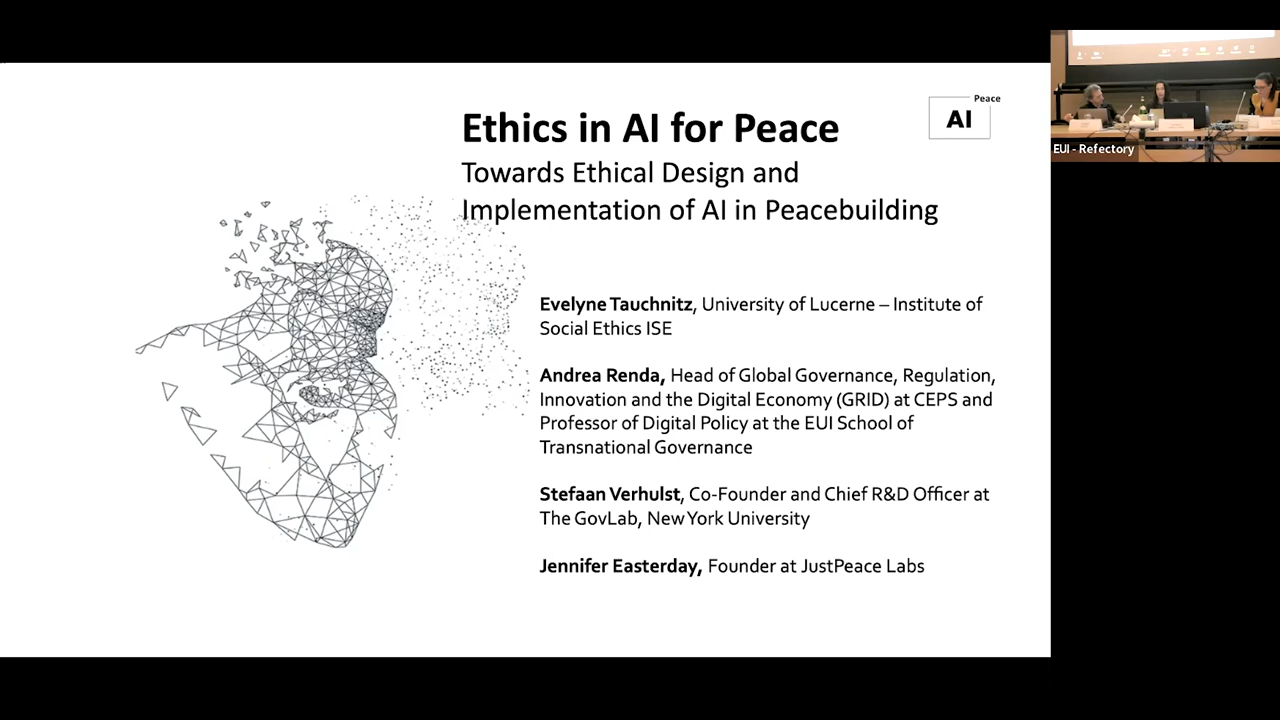 Ethics in AI for Peace
Towards Ethical Design and
Implementation of AI in Peacebuilding
Peace
AI
EUI - Refectory
Evelyne Tauchnitz, University of Lucerne – Institute of
Social Ethics ISE
Andrea Renda, Head of Global Governance, Regulation,
Innovation and the Digital Economy (GRID) at CEPS and
Professor of Digital Policy at the EUI School of
Transnational Governance
Stefaan Verhulst, Co-Founder and Chief R&D Officer at
The GovLab, New York University
Jennifer Easterday, Founder at JustPeace Labs